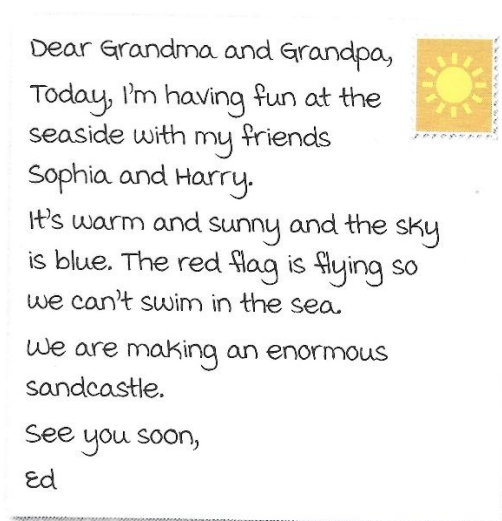 Dear Grandma and Grandpa,
Today, I'm having fun at the
seaside with my friends
Sophia and Harry.
It's warm and sunny and the sky
is blue. The red flag is flying so
we can't swim in the sea.
We are making an enormous
sandcastle.
See you soon,
Ed